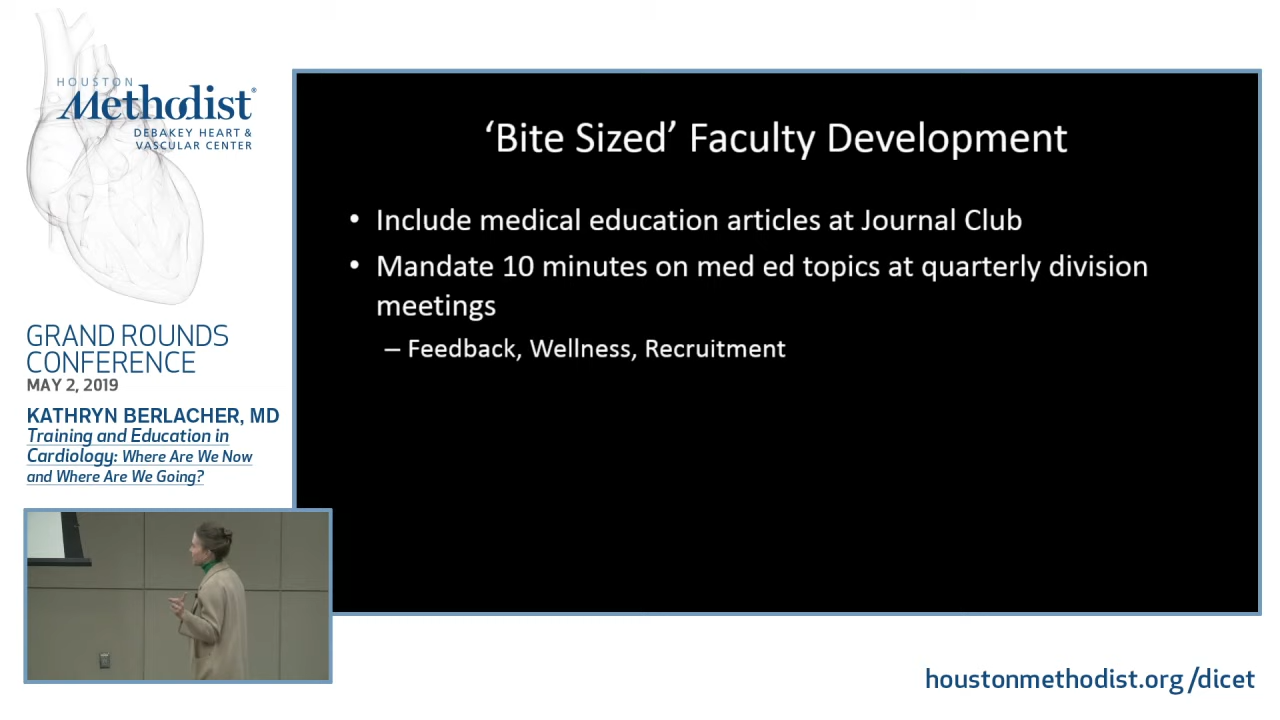 HOUSTON
Methodist®
DEBAKEY HEART &
VASCULAR CENTER
GRAND ROUNDS
CONFERENCE
MAY 2, 2019
KATHRYN BERLACHER, MD
Training and Education in
Cardiology: Where Are We Now
and Where Are We Going?
‘Bite Sized’ Faculty Development
• Include medical education articles at Journal Club
• Mandate 10 minutes on med ed topics at quarterly division
meetings
– Feedback, Wellness, Recruitment
houstonmethodist.org/dicet